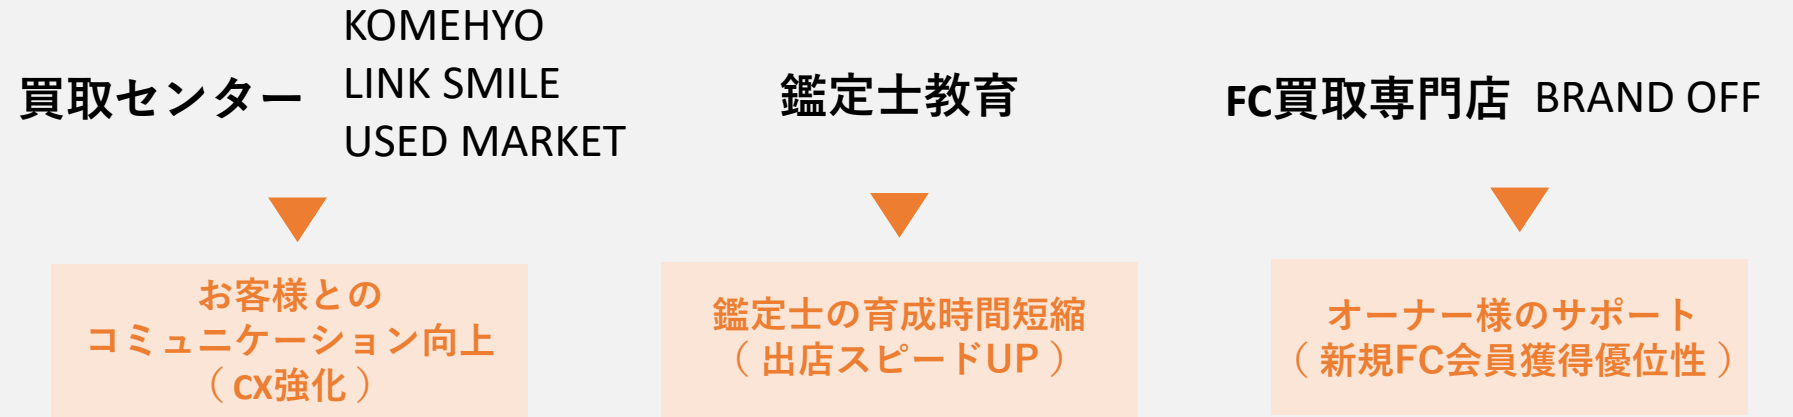 買取センター
KOMEHYO
LINK SMILE
USED MARKET
お客様との
コミュニケーション向上
（ CX強化 ）
鑑定士教育
鑑定士の育成時間短縮
（ 出店スピードUP ）
FC買取専門店 BRAND OFF
オーナー様のサポート
（ 新規FC会員獲得優位性 ）